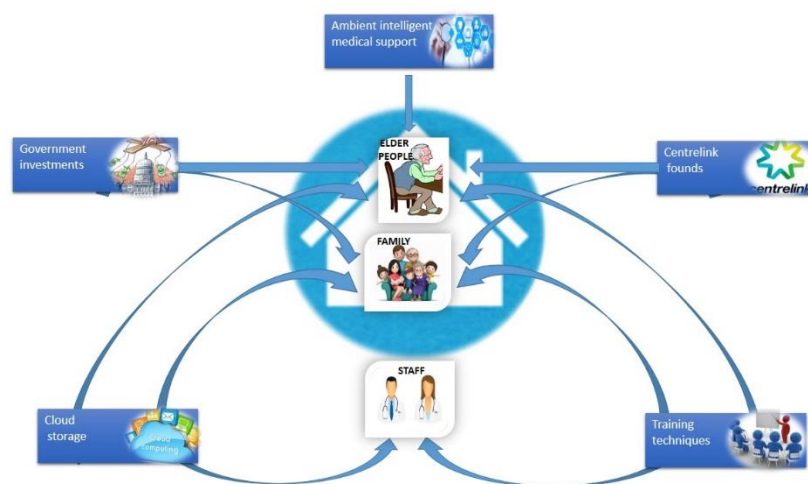 Ambient intelligent
medical support
Government
investments
ELDER
PEOPLE
Centrelink
founds
centrelink
FAMILY
STAFF
Cloud
storage
Cloud
computing
Training
techniques